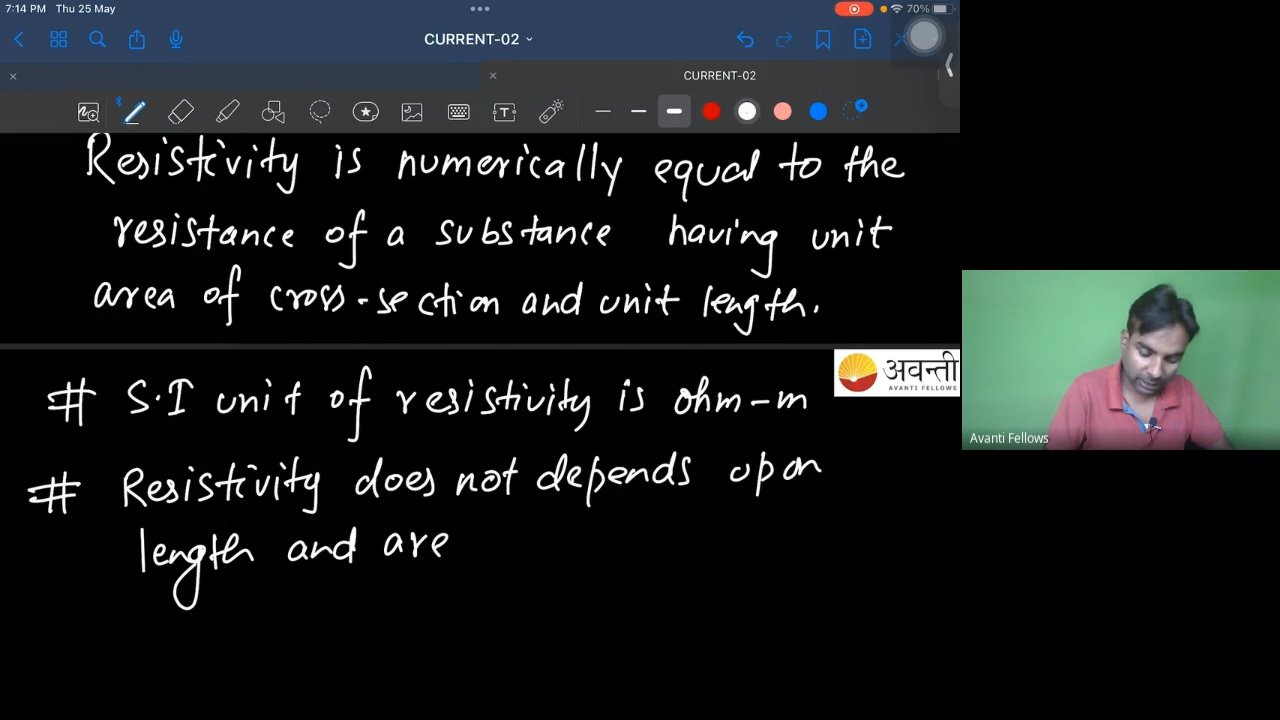 7:14 PM Thu 25 May
70%
CURRENT-02
CURRENT-02
Resistivity is numerically equal to the
resistance of a substance having unit
area of cross-section and unit length.
अवन्ती
AVANTI FELLOWS
# S.I unit of resistivity is ohm-m
# Resistivity does not depends upon
length and are
Avanti Fellows